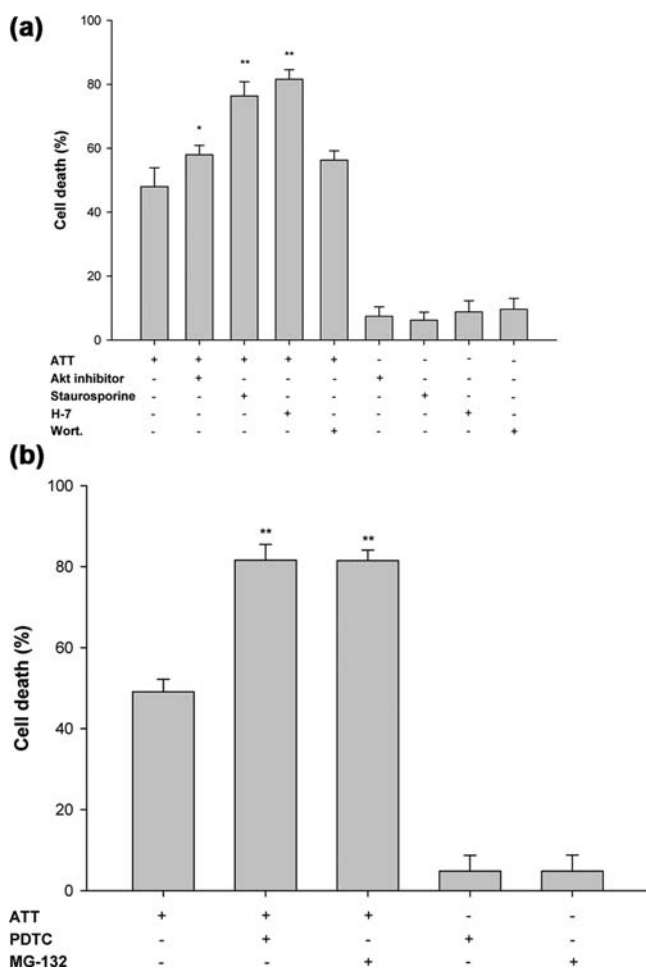 (a)
100
80
60
40
20
0
Cell death (%)
*
**
**
ATT + + + + + - - - -
Akt inhibitor - + - - - + - - -
Staurosporine - - + - - - + - -
H-7 - - - + - - - + -
Wort. - - - - + - - - +
(b)
100
80
60
40
20
0
Cell death (%)
**
**
ATT + + + - -
PDTC - + - + -
MG-132 - - + - +